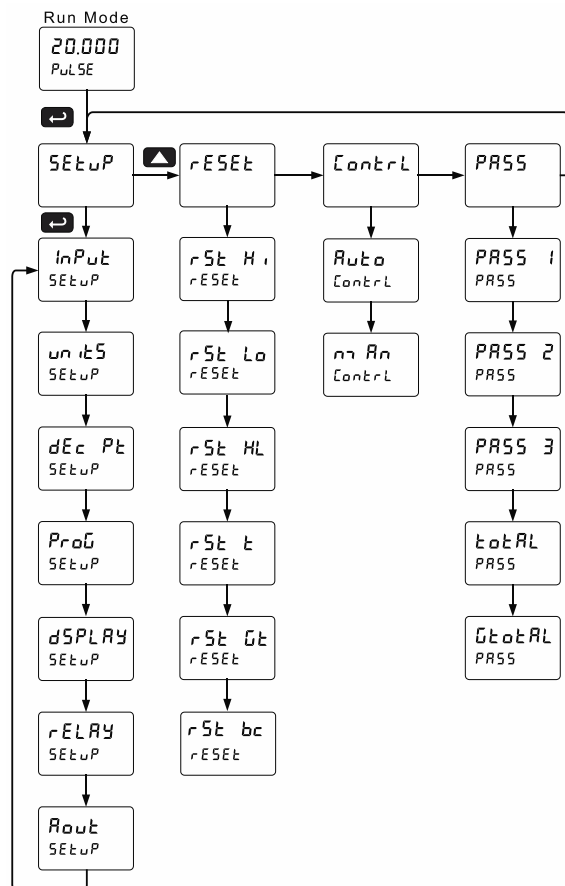 Run Mode
20.000
PuLSE
SEtuP
rESEt
ContrL
PASS
InPut
SEtuP
rSt Hi
rESEt
Auto
ContrL
PASS 1
PASS
unitS
SEtuP
rSt Lo
rESEt
mAn
ContrL
PASS 2
PASS
dEc Pt
SEtuP
rSt HL
rESEt
PASS 3
PASS
ProG
SEtuP
rSt t
rESEt
totAL
PASS
dSPLAY
SEtuP
rSt Gt
rESEt
GtotAL
PASS
rELAY
SEtuP
rSt bc
rESEt
Aout
SEtuP